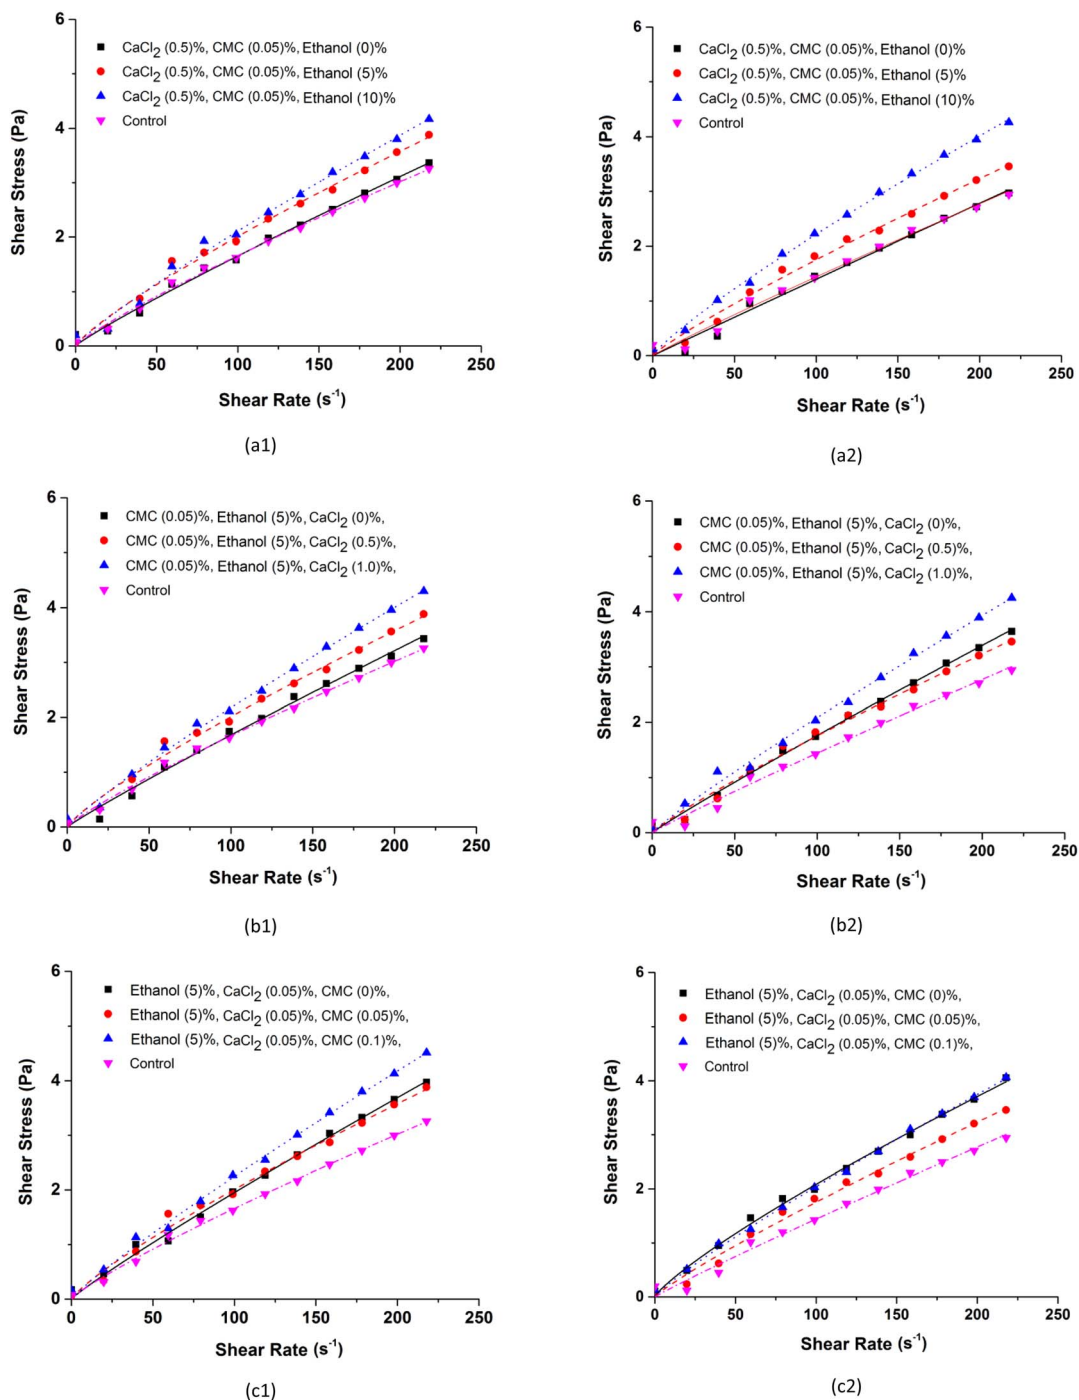 6
CaCl2 (0.5)%, CMC (0.05)%, Ethanol (0)%
CaCl2 (0.5)%, CMC (0.05)%, Ethanol (5)%
CaCl2 (0.5)%, CMC (0.05)%, Ethanol (10)%
Control
4
2
0
Shear Stress (Pa)
0 50 100 150 200 250
Shear Rate (s-1)
(a1)
6
CaCl2 (0.5)%, CMC (0.05)%, Ethanol (0)%
CaCl2 (0.5)%, CMC (0.05)%, Ethanol (5)%
CaCl2 (0.5)%, CMC (0.05)%, Ethanol (10)%
Control
4
2
0
Shear Stress (Pa)
0 50 100 150 200 250
Shear Rate (s-1)
(a2)
6
CMC (0.05)%, Ethanol (5)%, CaCl2 (0)%,
CMC (0.05)%, Ethanol (5)%, CaCl2 (0.5)%,
CMC (0.05)%, Ethanol (5)%, CaCl2 (1.0)%,
Control
4
2
0
Shear Stress (Pa)
0 50 100 150 200 250
Shear Rate (s-1)
(b1)
6
CMC (0.05)%, Ethanol (5)%, CaCl2 (0)%,
CMC (0.05)%, Ethanol (5)%, CaCl2 (0.5)%,
CMC (0.05)%, Ethanol (5)%, CaCl2 (1.0)%,
Control
4
2
0
Shear Stress (Pa)
0 50 100 150 200 250
Shear Rate (s-1)
(b2)
6
Ethanol (5)%, CaCl2 (0.05)%, CMC (0)%,
Ethanol (5)%, CaCl2 (0.05)%, CMC (0.05)%,
Ethanol (5)%, CaCl2 (0.05)%, CMC (0.1)%,
Control
4
2
0
Shear Stress (Pa)
0 50 100 150 200 250
Shear Rate (s-1)
(c1)
6
Ethanol (5)%, CaCl2 (0.05)%, CMC (0)%,
Ethanol (5)%, CaCl2 (0.05)%, CMC (0.05)%,
Ethanol (5)%, CaCl2 (0.05)%, CMC (0.1)%,
Control
4
2
0
Shear Stress (Pa)
0 50 100 150 200 250
Shear Rate (s-1)
(c2)